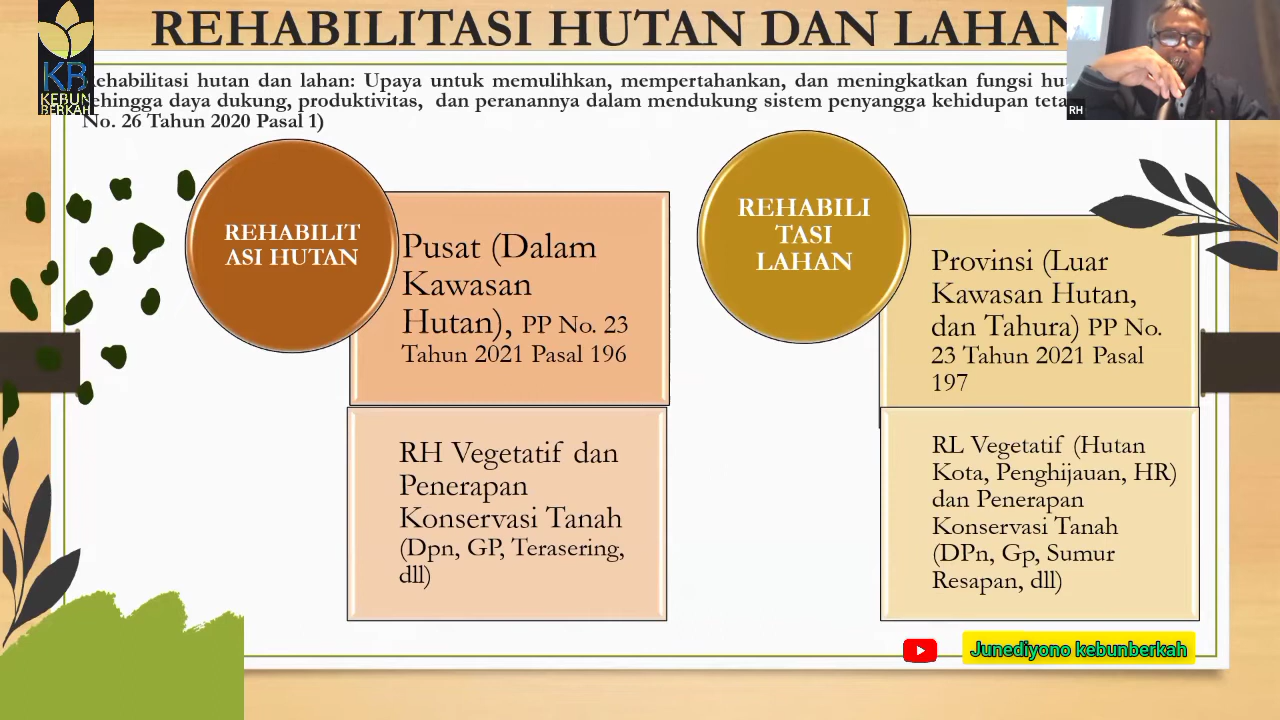 REHABILITASI HUTAN DAN LAHAN
KB
KEBUN
BERKAH
Rehabilitasi hutan dan lahan: Upaya untuk memulihkan, mempertahankan, dan meningkatkan fungsi
sehingga daya dukung, produktivitas, dan peranannya dalam mendukung sistem penyangga kehidupan
No. 26 Tahun 2020 Pasal 1)
RH
REHABILIT
ASI HUTAN
Pusat (Dalam
Kawasan
Hutan), PP No. 23
Tahun 2021 Pasal 196
RH Vegetatif dan
Penerapan
Konservasi Tanah
(Dpn, GP, Terasering,
dll)
REHABILI
TASI
LAHAN
Provinsi (Luar
Kawasan Hutan,
dan Tahura) PP No.
23 Tahun 2021 Pasal
197
RL Vegetatif (Hutan
Kota, Penghijauan, HR)
dan Penerapan
Konservasi Tanah
(DPn, Gp, Sumur
Resapan, dll)
Junediyono kebunberkah